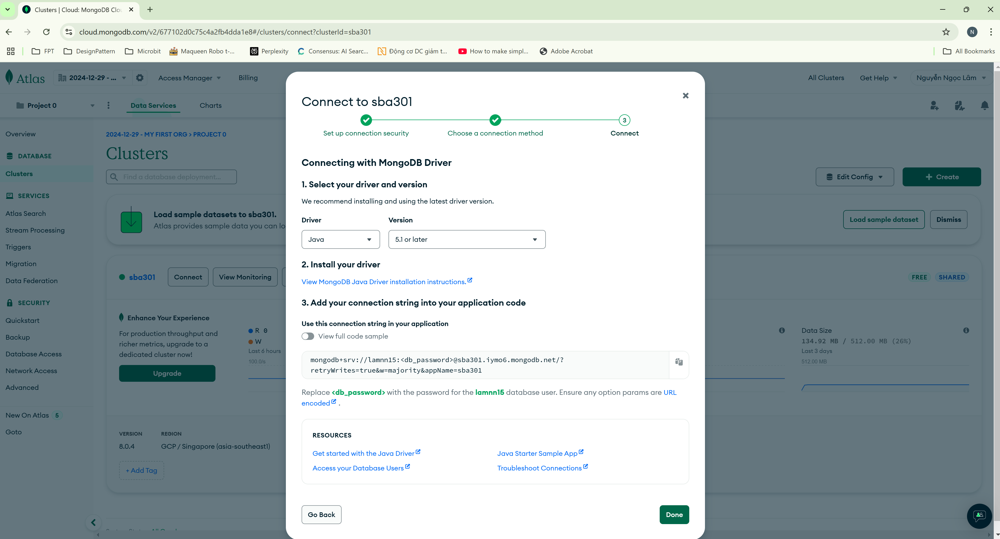 Clusters | Cloud: MongoDB Clou
cloud.mongodb.com/v2/677102d0c75c4a2fb4dda1e8#/clusters/connect?clusterId=sba301
N
FPT
DesignPattern
Microbit
Maqueen Robo t-...
Perplexity
Consensus: AI Searc...
Động cơ DC giảm t...
How to make simpl...
Adobe Acrobat
All Bookmarks
Atlas
2024-12-29 - ...
Access Manager
Billing
All Clusters
Get Help
Nguyễn Ngọc Lâm
Project 0
Data Services
Charts
Overview
DATABASE
Clusters
SERVICES
Atlas Search
Stream Processing
Triggers
Migration
Data Federation
SECURITY
Quickstart
Backup
Database Access
Network Access
Advanced
New On Atlas 5
Goto
2024-12-29 - MY FIRST ORG > PROJECT 0
Clusters
Find a database deployment...
Edit Config
+ Create
Load sample datasets to sba301.
Atlas provides sample data you can lo
Load sample dataset
Dismiss
sba301
Connect
View Monitoring
FREE
SHARED
Enhance Your Experience
For production throughput and
richer metrics, upgrade to a
dedicated cluster now!
Upgrade
R 0
W
Last 6 hours
100.0/s
Data Size
134.92 MB / 512.00 MB (26%)
Last 3 days
512.00 MB
VERSION
8.0.4
REGION
GCP / Singapore (asia-southeast1)
+ Add Tag
Connect to sba301
3
Set up connection security
Choose a connection method
Connect
Connecting with MongoDB Driver
1. Select your driver and version
We recommend installing and using the latest driver version.
Driver
Version
Java
5.1 or later
2. Install your driver
View MongoDB Java Driver installation instructions.
3. Add your connection string into your application code
Use this connection string in your application
View full code sample
mongodb+srv://lamnn15:<db_password>@sba301.iymo6.mongodb.net/?
retryWrites=true&w=majority&appName=sba301
Replace <db_password> with the password for the lamnn15 database user. Ensure any option params are URL
encoded .
RESOURCES
Get started with the Java Driver
Java Starter Sample App
Access your Database Users
Troubleshoot Connections
Go Back
Done